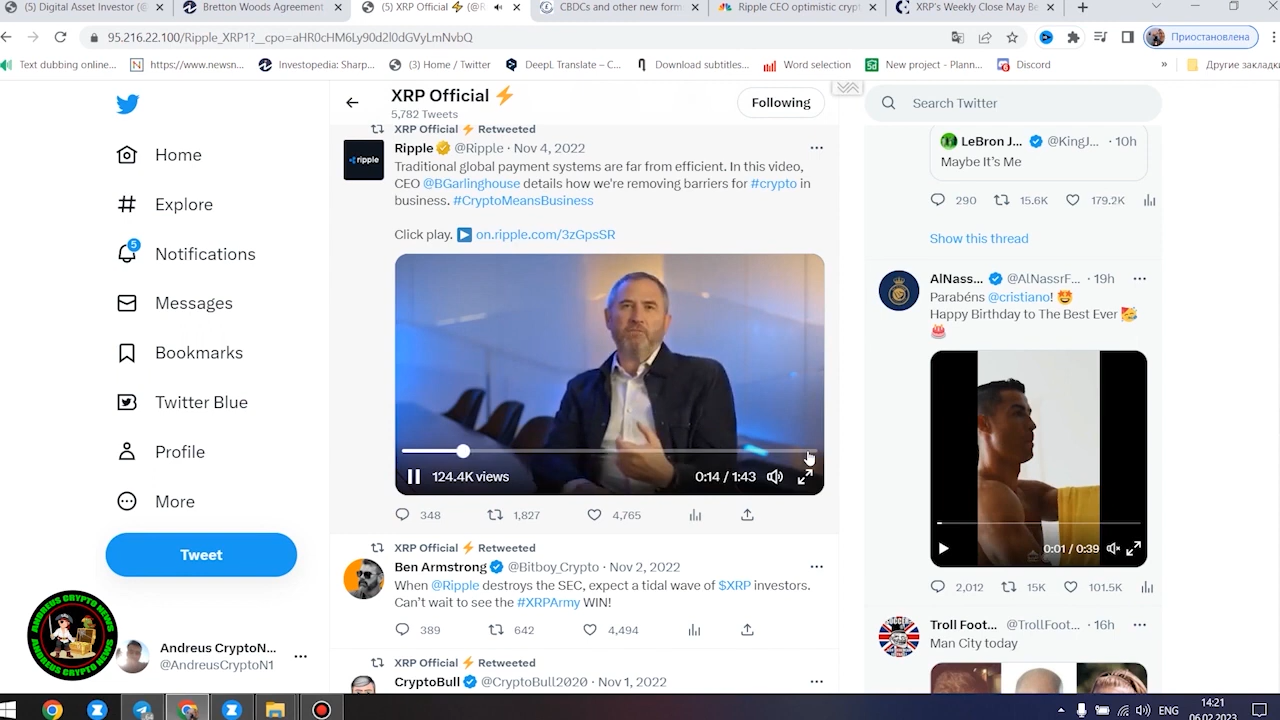 (5) Digital Asset Investor (@
Bretton Woods Agreement
(5) XRP Official ⚡ (@R
CBDCs and other new form
Ripple CEO optimistic crypt
XRP's Weekly Close May Be
95.216.22.100/Ripple_XRP1?__cpo=aHR0cHM6Ly90d2l0dGVyLmNvbQ
Приостановлена
Text dubbing online...
https://www.newsn...
Investopedia: Sharp...
(3) Home / Twitter
DeepL Translate – C...
Download subtitles...
Word selection
New project - Plann...
Discord
»
Другие закладки
Home
Explore
5
Notifications
Messages
Bookmarks
Twitter Blue
Profile
More
Tweet
ANDREUS CRYPTO NEWS
ANDREUS CRYPTO NEWS
Andreus CryptoN...
@AndreusCryptoN1
XRP Official ⚡
5,782 Tweets
Following
XRP Official ⚡ Retweeted
ripple
Ripple @Ripple · Nov 4, 2022
Traditional global payment systems are far from efficient. In this video,
CEO @BGarlinghouse details how we're removing barriers for #crypto in
business. #CryptoMeansBusiness
Click play. ▶ on.ripple.com/3zGpsSR
124.4K views
0:14 / 1:43
348 1,827 4,765
XRP Official ⚡ Retweeted
Ben Armstrong @Bitboy_Crypto · Nov 2, 2022
When @Ripple destroys the SEC, expect a tidal wave of $XRP investors.
Can't wait to see the #XRPArmy WIN!
389 642 4,494
XRP Official ⚡ Retweeted
CryptoBull @CryptoBull2020 · Nov 1, 2022
Search Twitter
LeBron J... @KingJ... · 10h
Maybe It's Me
290 15.6K 179.2K
Show this thread
AlNass... @AlNassrF... · 19h
Parabéns @cristiano! 🤩
Happy Birthday to The Best Ever 🥳
🎂
0:01 / 0:39
2,012 15K 101.5K
Troll Foot... @TrollFoot... · 16h
Man City today
ENG
14:21
06.02.2023